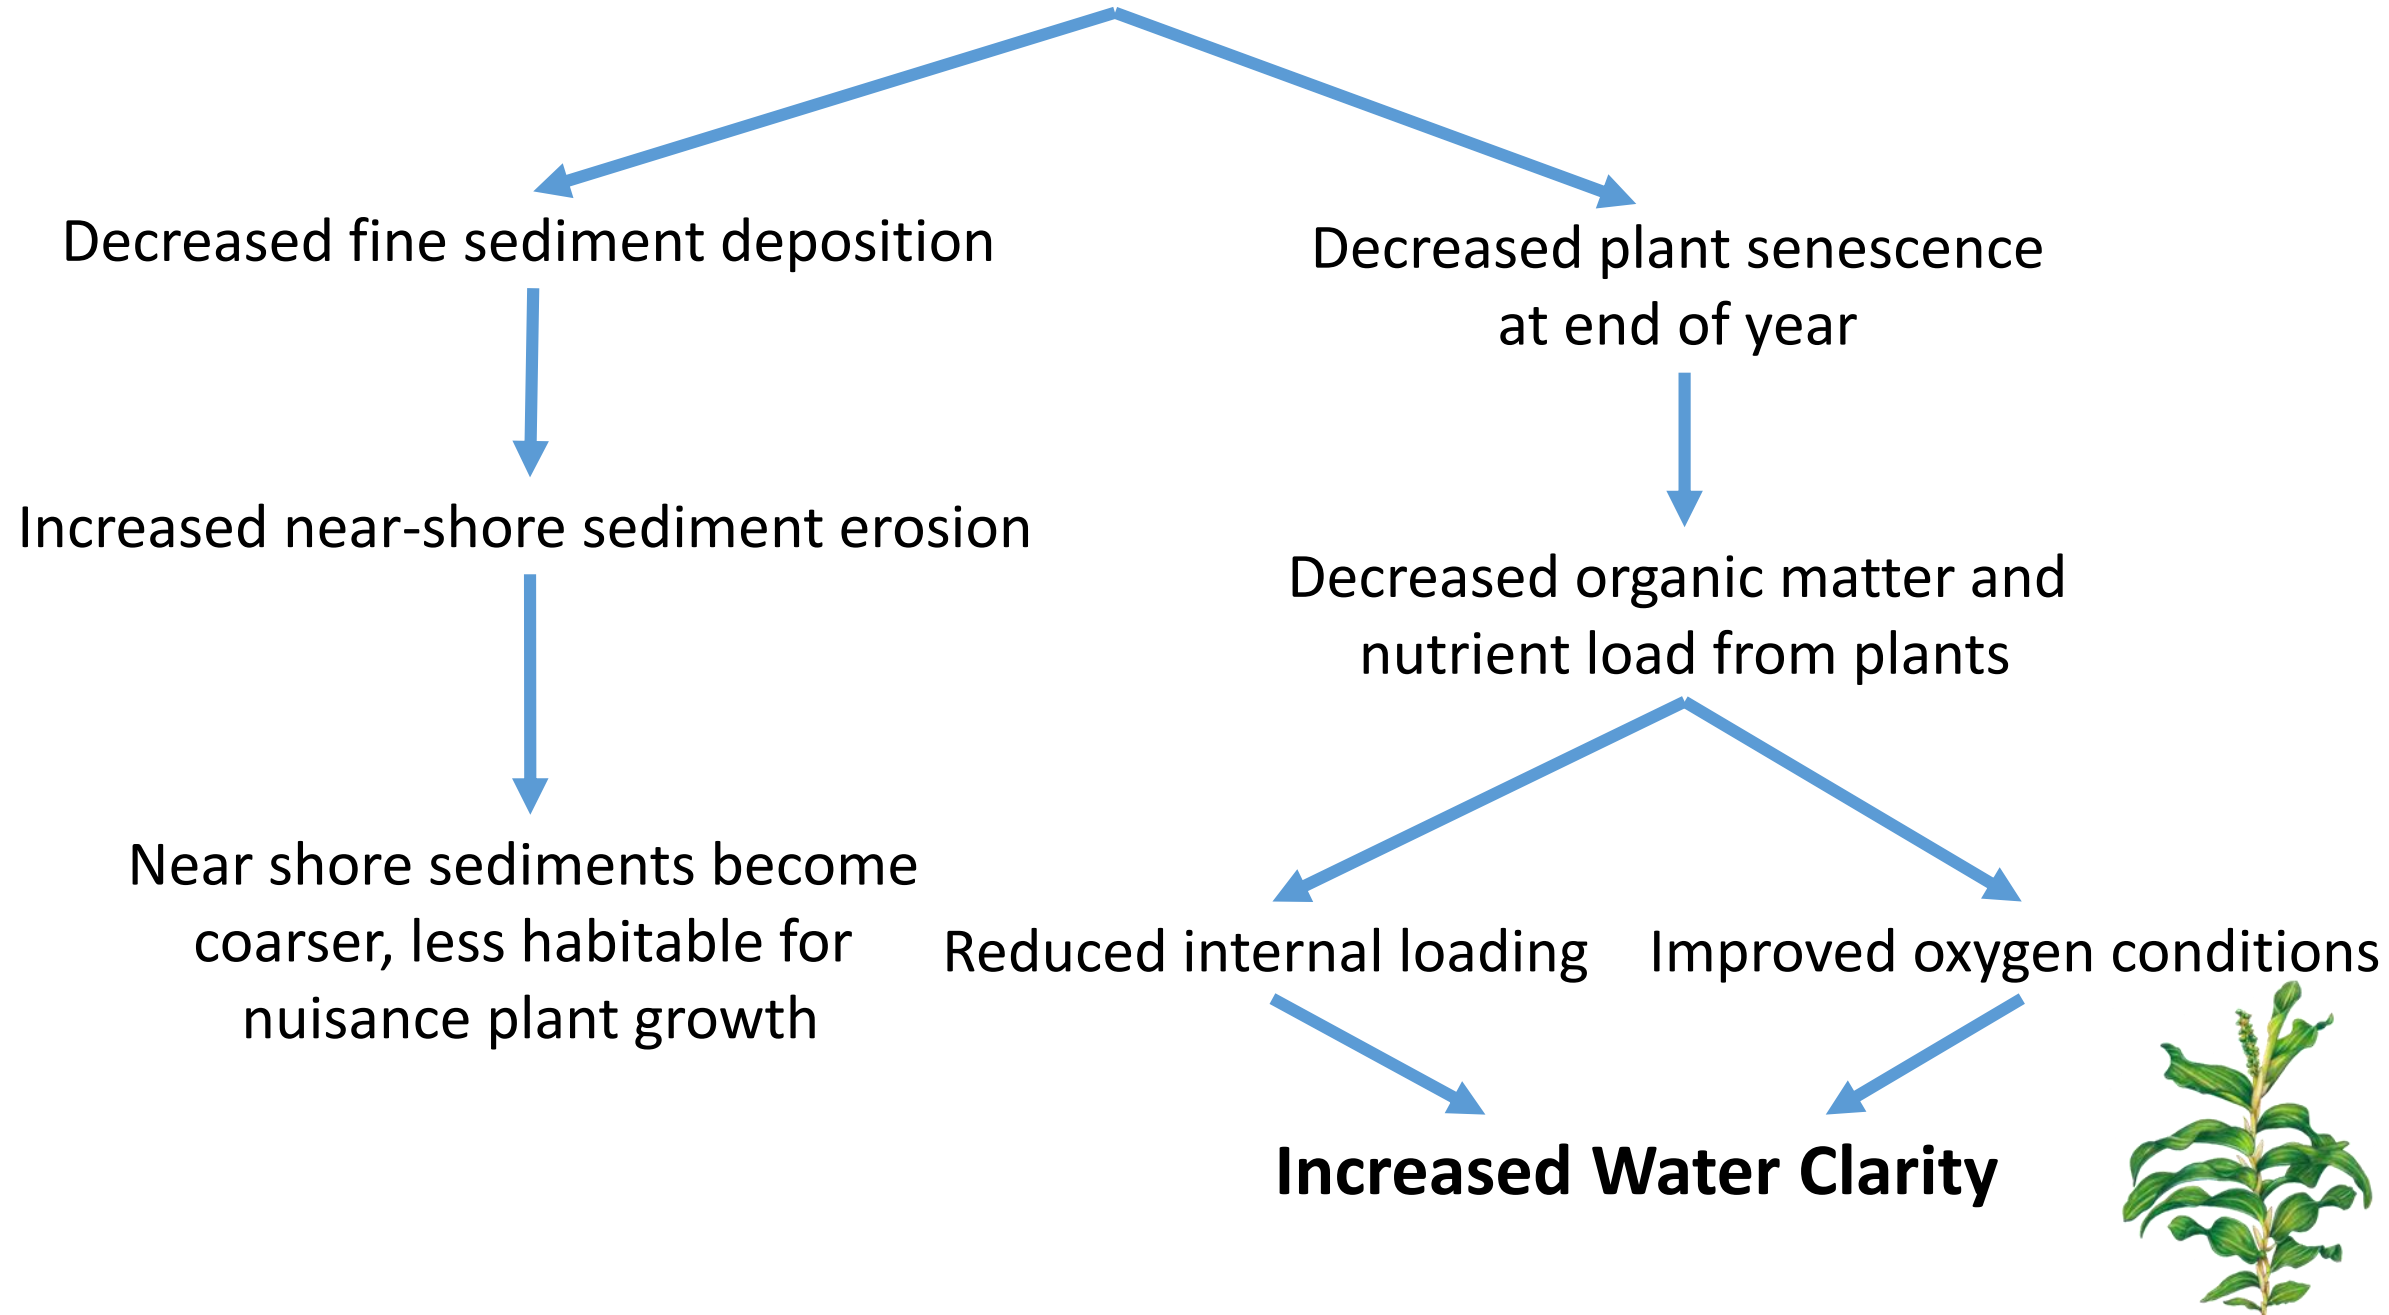 Decreased fine sediment deposition
Increased near-shore sediment erosion
Near shore sediments become
coarser, less habitable for
nuisance plant growth
Decreased plant senescence
at end of year
Decreased organic matter and
nutrient load from plants
Reduced internal loading
Improved oxygen conditions
Increased Water Clarity